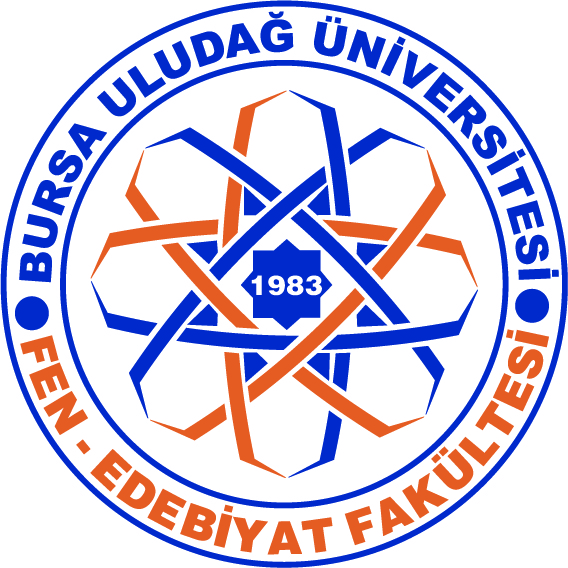 BURSA ULUDAĞ ÜNİVERSİTESİ
1983
FEN - EDEBİYAT FAKÜLTESİ